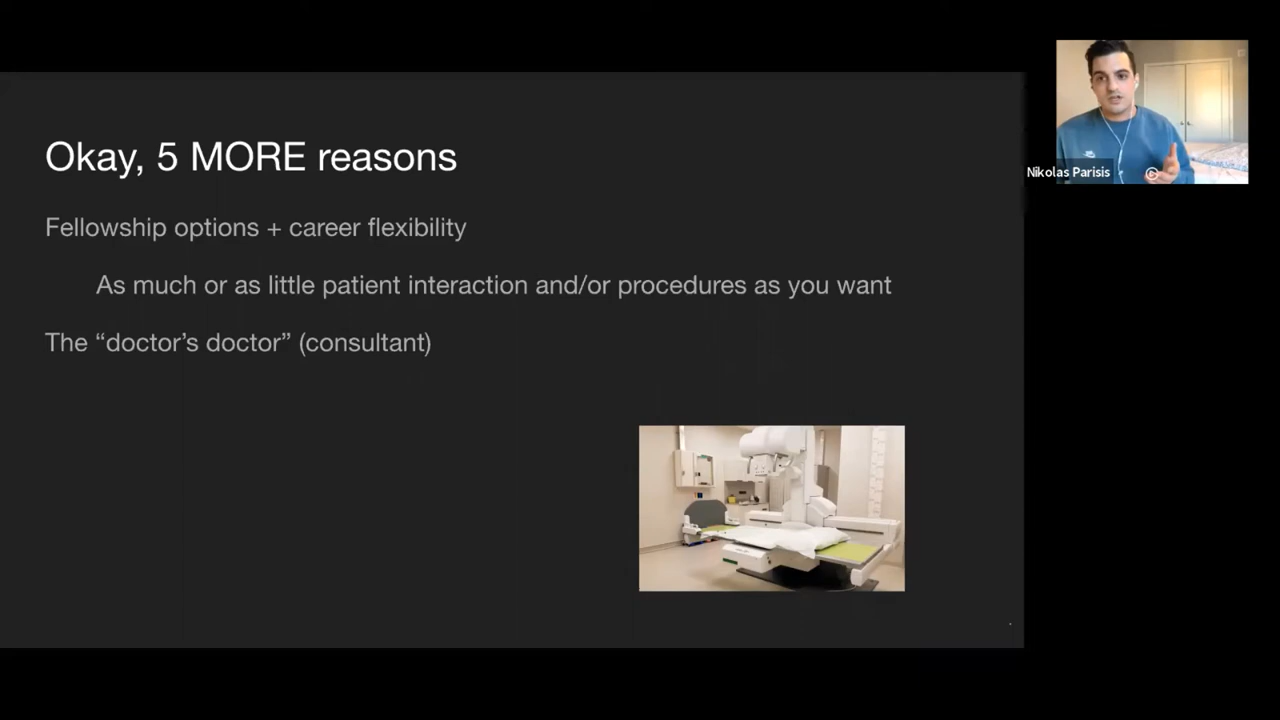 Okay, 5 MORE reasons
Fellowship options + career flexibility
As much or as little patient interaction and/or procedures as you want
The “doctor’s doctor” (consultant)
Nikolas Parisis